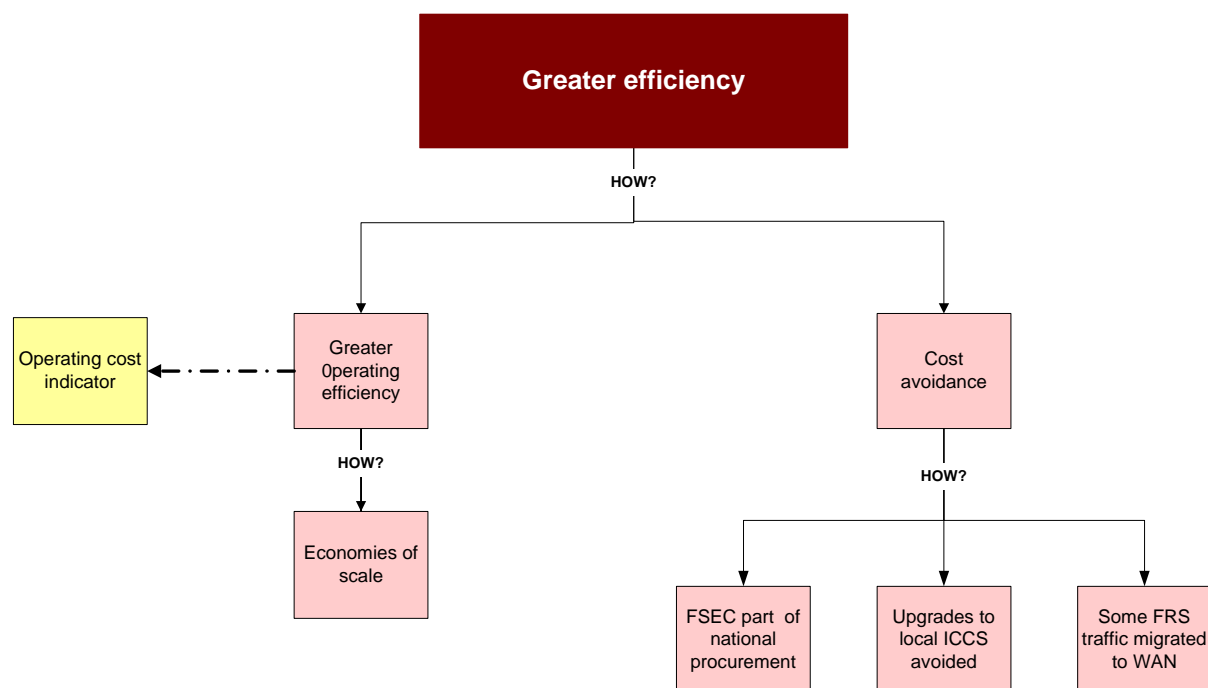 Greater efficiency
HOW?
Operating cost
indicator
Greater
0perating
efficiency
Cost
avoidance
HOW?
HOW?
Economies of
scale
FSEC part  of
national
procurement
Upgrades to
local ICCS
avoided
Some FRS
traffic migrated
to WAN